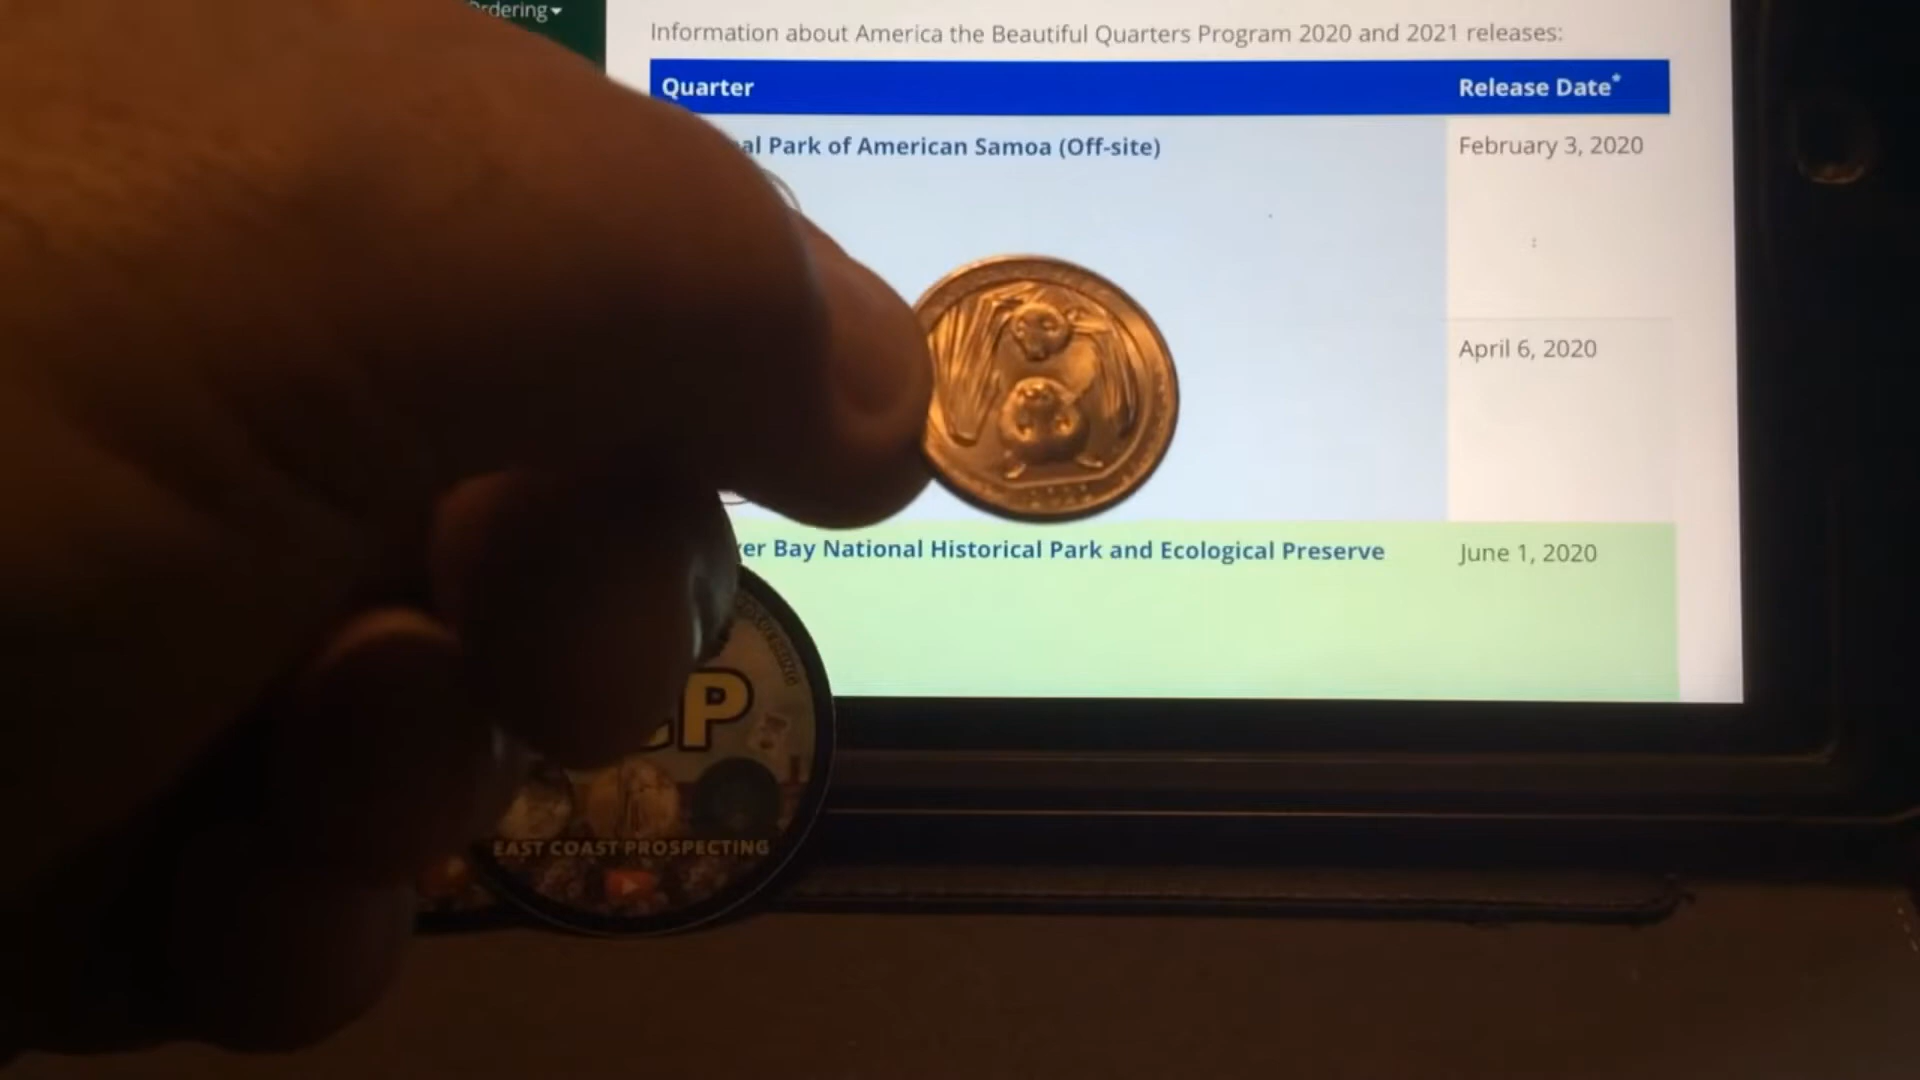 Ordering
Information about America the Beautiful Quarters Program 2020 and 2021 releases:
Quarter Release Date*
al Park of American Samoa (Off-site) February 3, 2020
April 6, 2020
er Bay National Historical Park and Ecological Preserve June 1, 2020
P
EAST COAST PROSPECTING